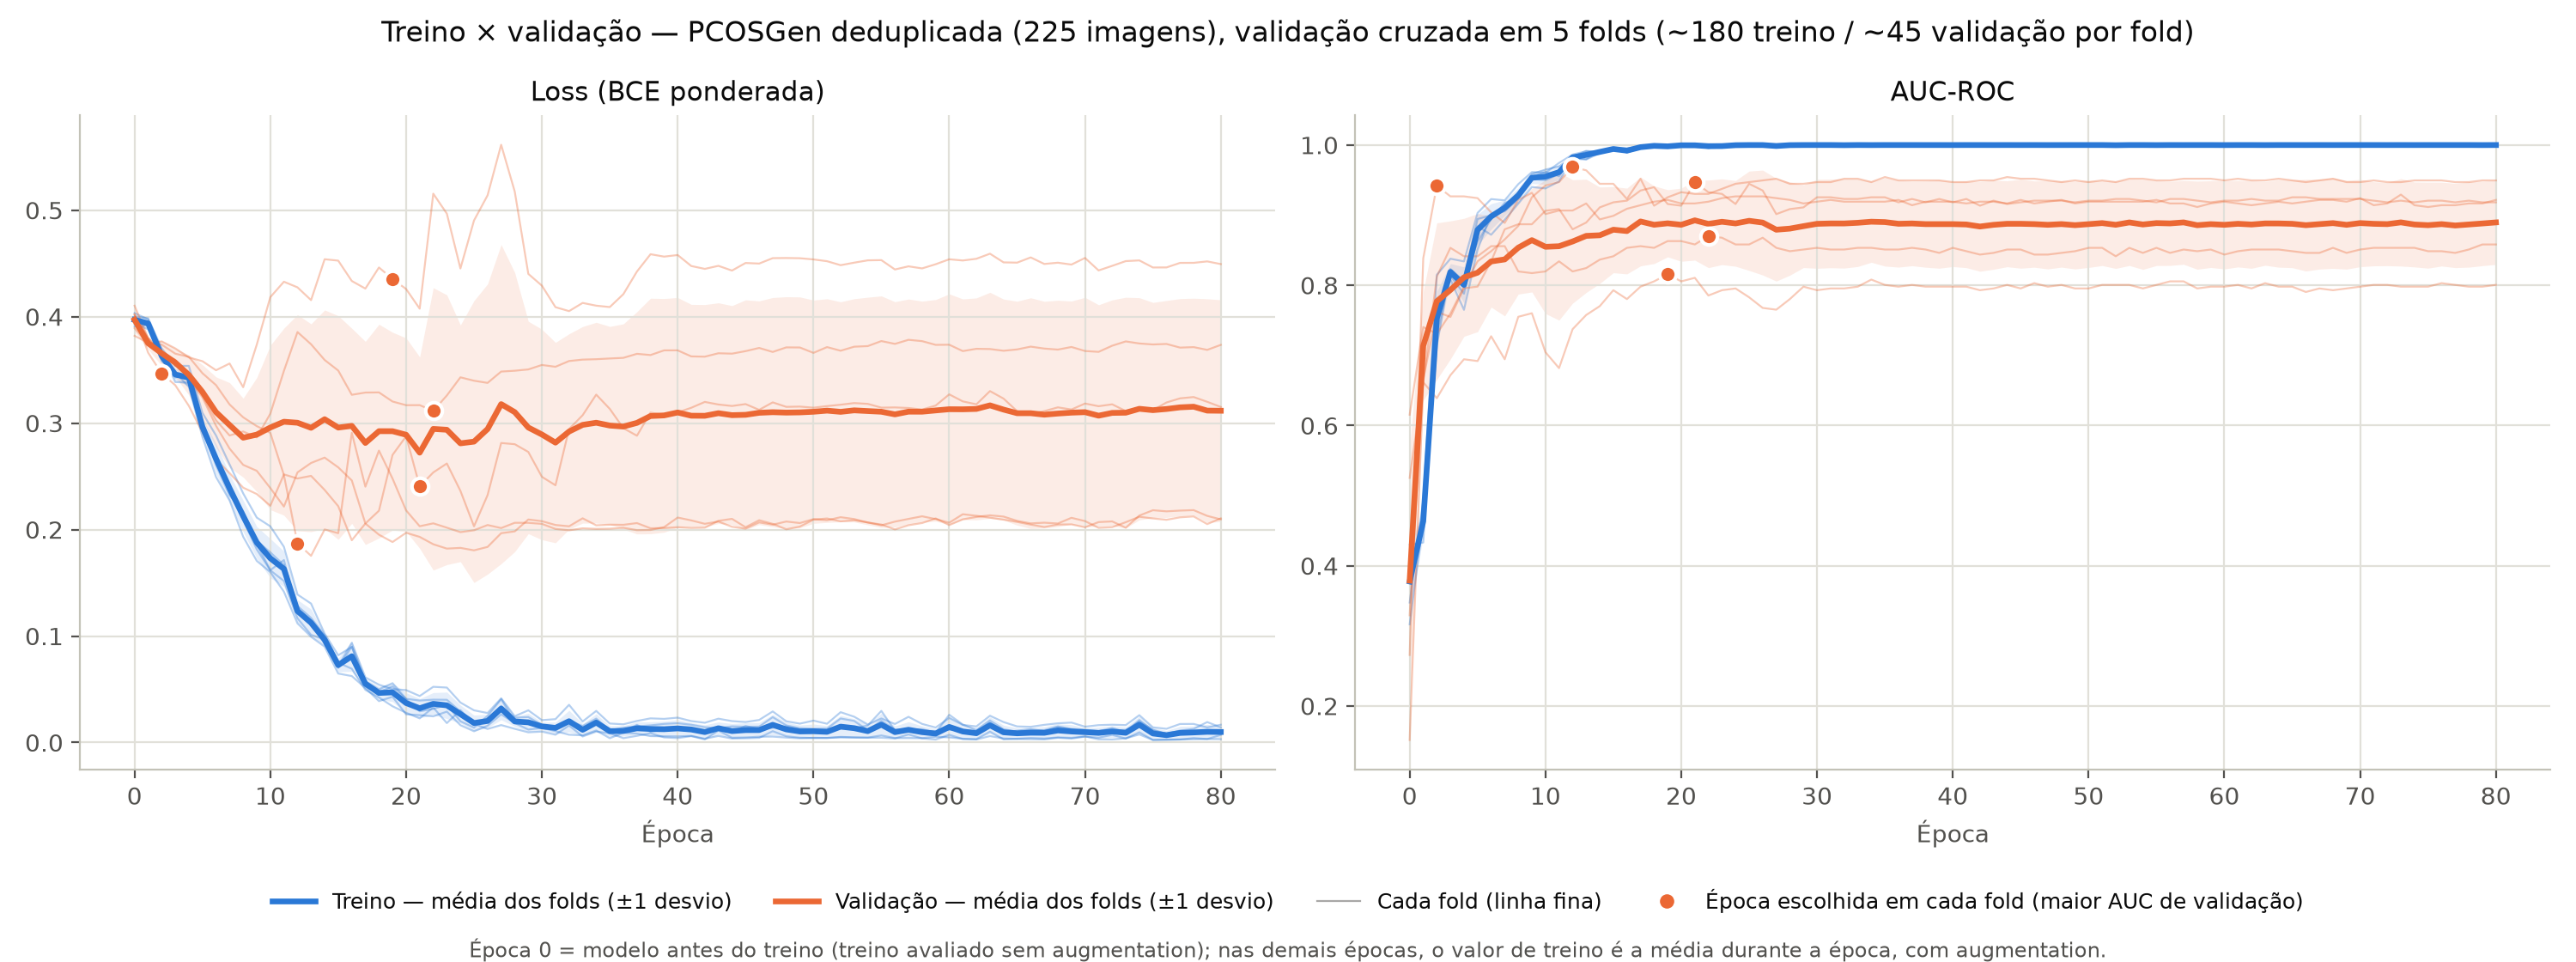 Treino × validação — PCOSGen deduplicada (225 imagens), validação cruzada em 5 folds (~180 treino / ~45 validação por fold)
Loss (BCE ponderada)
0.5
0.4
0.3
0.2
0.1
0.0
0 10 20 30 40 50 60 70 80
Época
AUC-ROC
1.0
0.8
0.6
0.4
0.2
0 10 20 30 40 50 60 70 80
Época
Treino — média dos folds (±1 desvio) Validação — média dos folds (±1 desvio) Cada fold (linha fina) Época escolhida em cada fold (maior AUC de validação)
Época 0 = modelo antes do treino (treino avaliado sem augmentation); nas demais épocas, o valor de treino é a média durante a época, com augmentation.